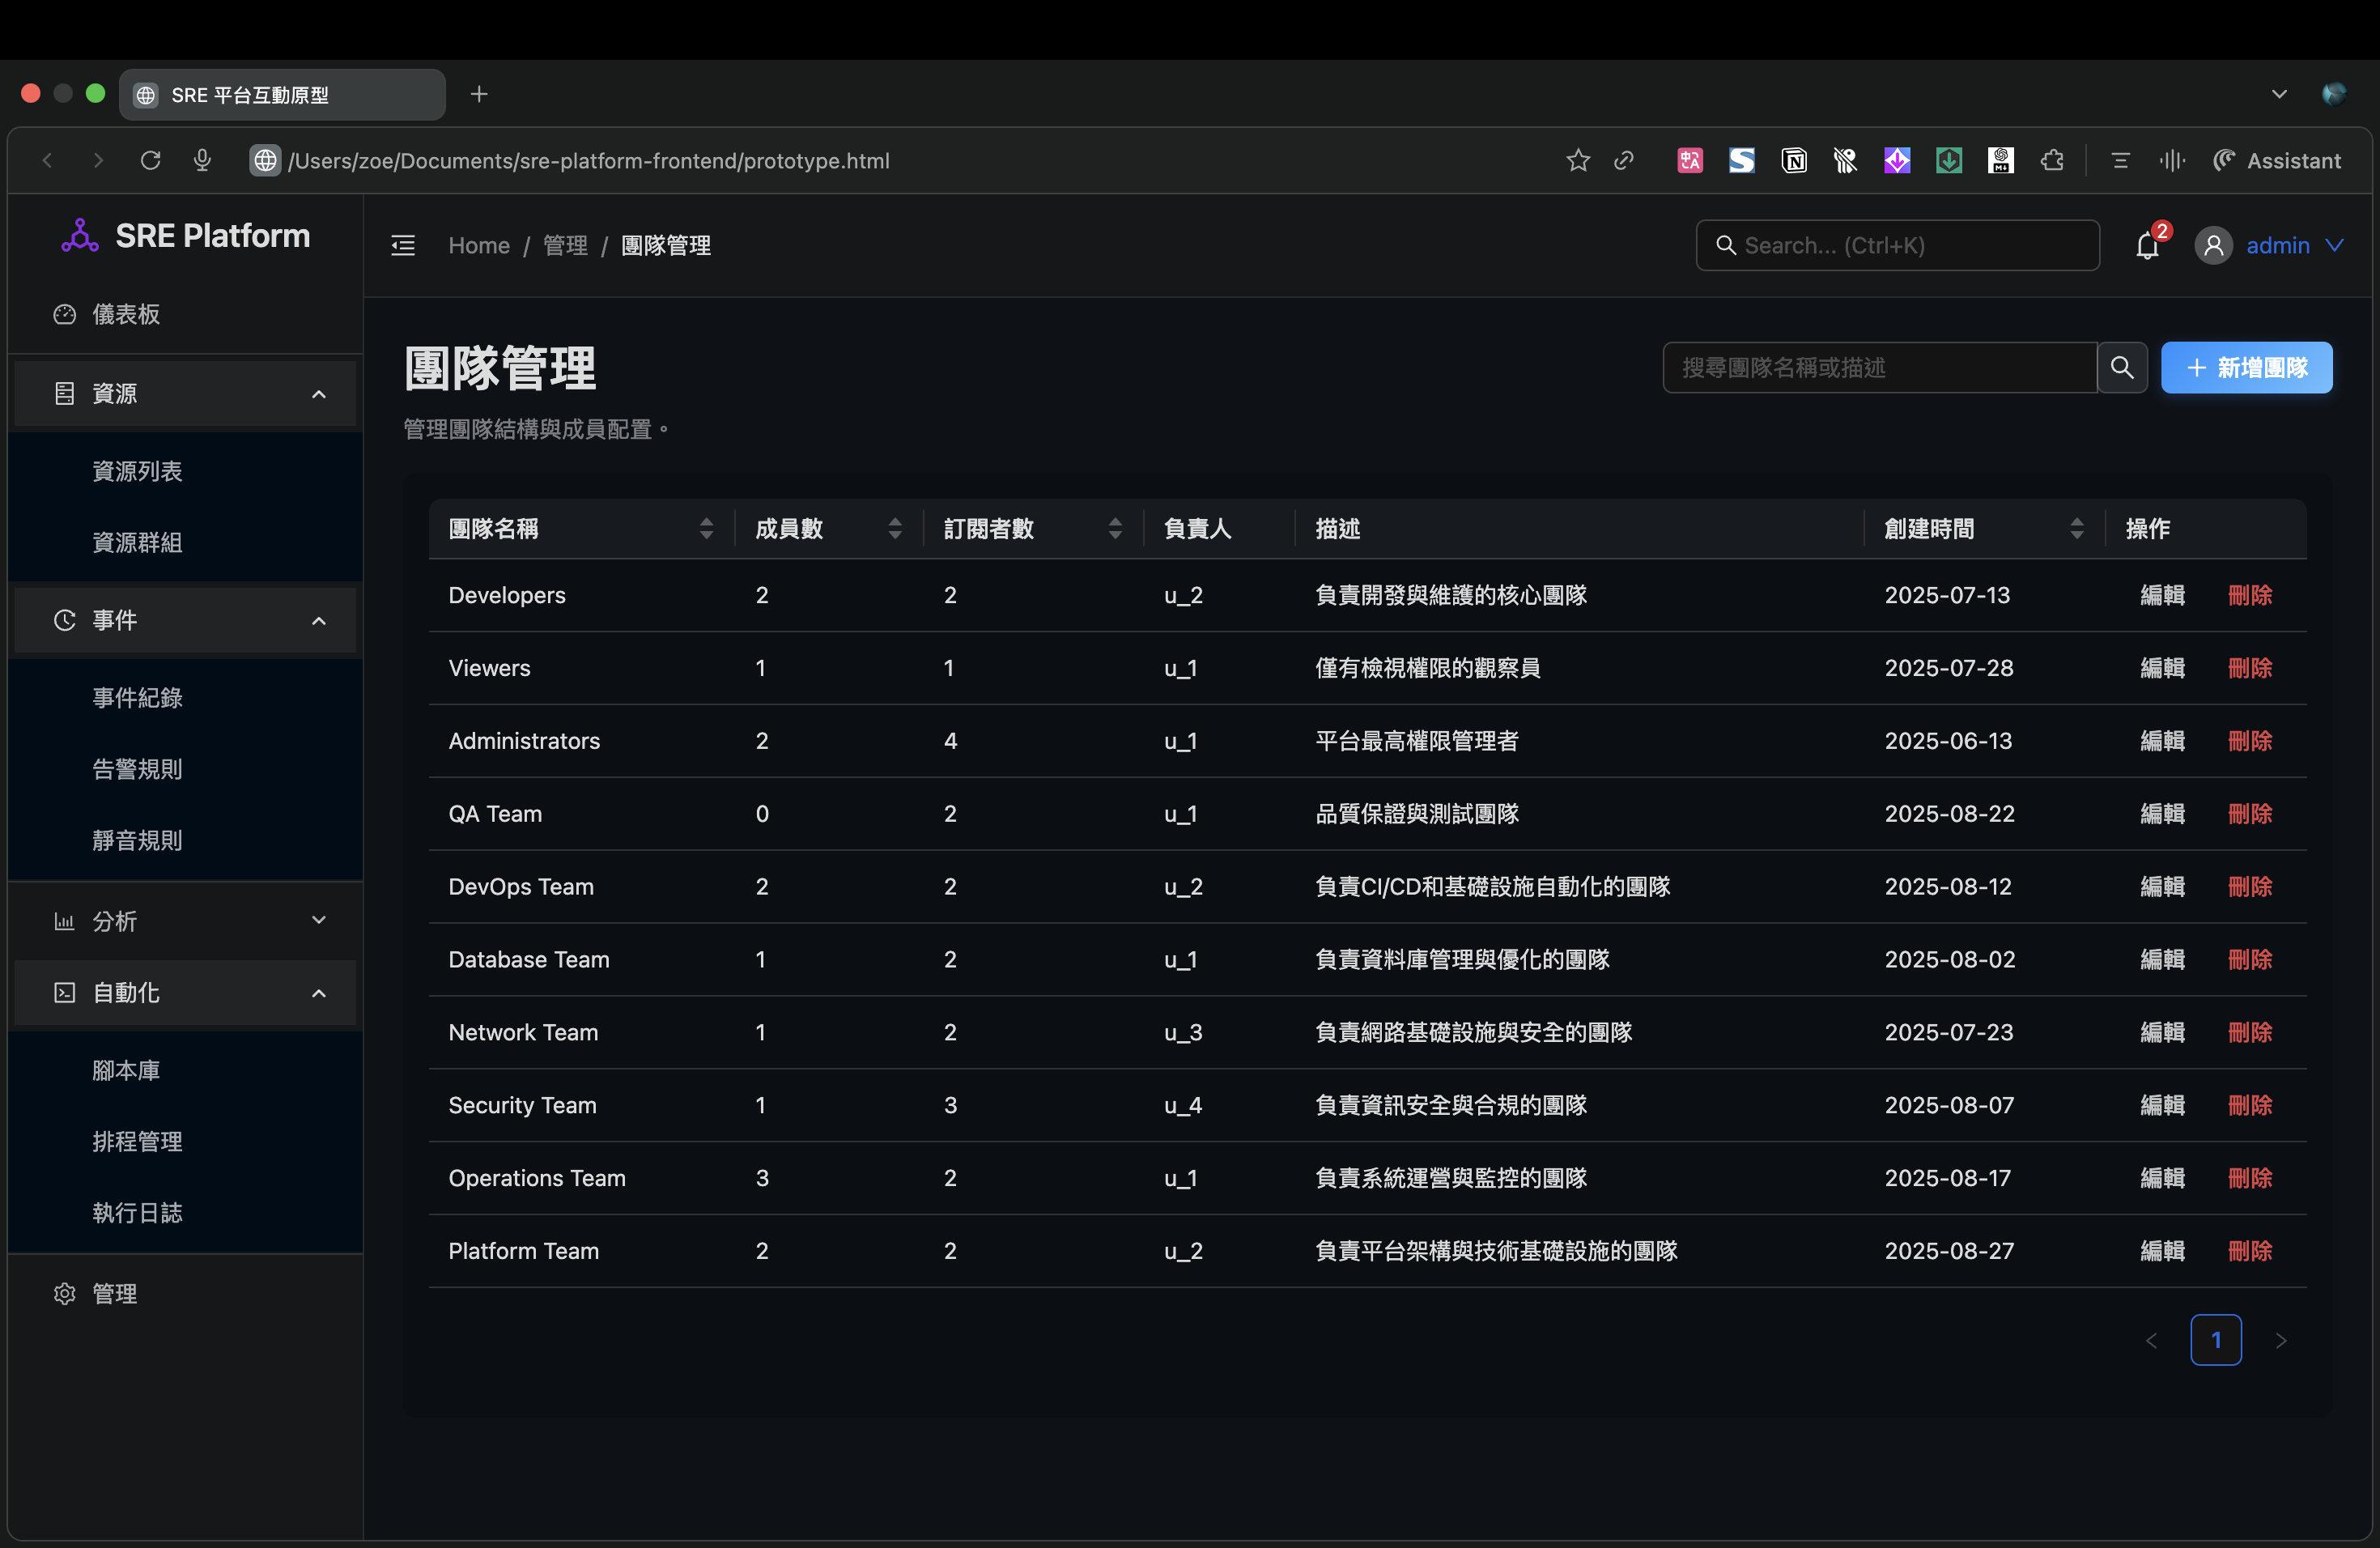 SRE 平台互動原型
/Users/zoe/Documents/sre-platform-frontend/prototype.html
Assistant
SRE Platform
Home / 管理 / 團隊管理
Search... (Ctrl+K)
2
admin
儀表板
資源
資源列表
資源群組
事件
事件紀錄
告警規則
靜音規則
分析
自動化
腳本庫
排程管理
執行日誌
管理
團隊管理
管理團隊結構與成員配置。
搜尋團隊名稱或描述
新增團隊
團隊名稱 成員數 訂閱者數 負責人 描述 創建時間 操作
Developers 2 2 u_2 負責開發與維護的核心團隊 2025-07-13 編輯 刪除
Viewers 1 1 u_1 僅有檢視權限的觀察員 2025-07-28 編輯 刪除
Administrators 2 4 u_1 平台最高權限管理者 2025-06-13 編輯 刪除
QA Team 0 2 u_1 品質保證與測試團隊 2025-08-22 編輯 刪除
DevOps Team 2 2 u_2 負責CI/CD和基礎設施自動化的團隊 2025-08-12 編輯 刪除
Database Team 1 2 u_1 負責資料庫管理與優化的團隊 2025-08-02 編輯 刪除
Network Team 1 2 u_3 負責網路基礎設施與安全的團隊 2025-07-23 編輯 刪除
Security Team 1 3 u_4 負責資訊安全與合規的團隊 2025-08-07 編輯 刪除
Operations Team 3 2 u_1 負責系統運營與監控的團隊 2025-08-17 編輯 刪除
Platform Team 2 2 u_2 負責平台架構與技術基礎設施的團隊 2025-08-27 編輯 刪除
1